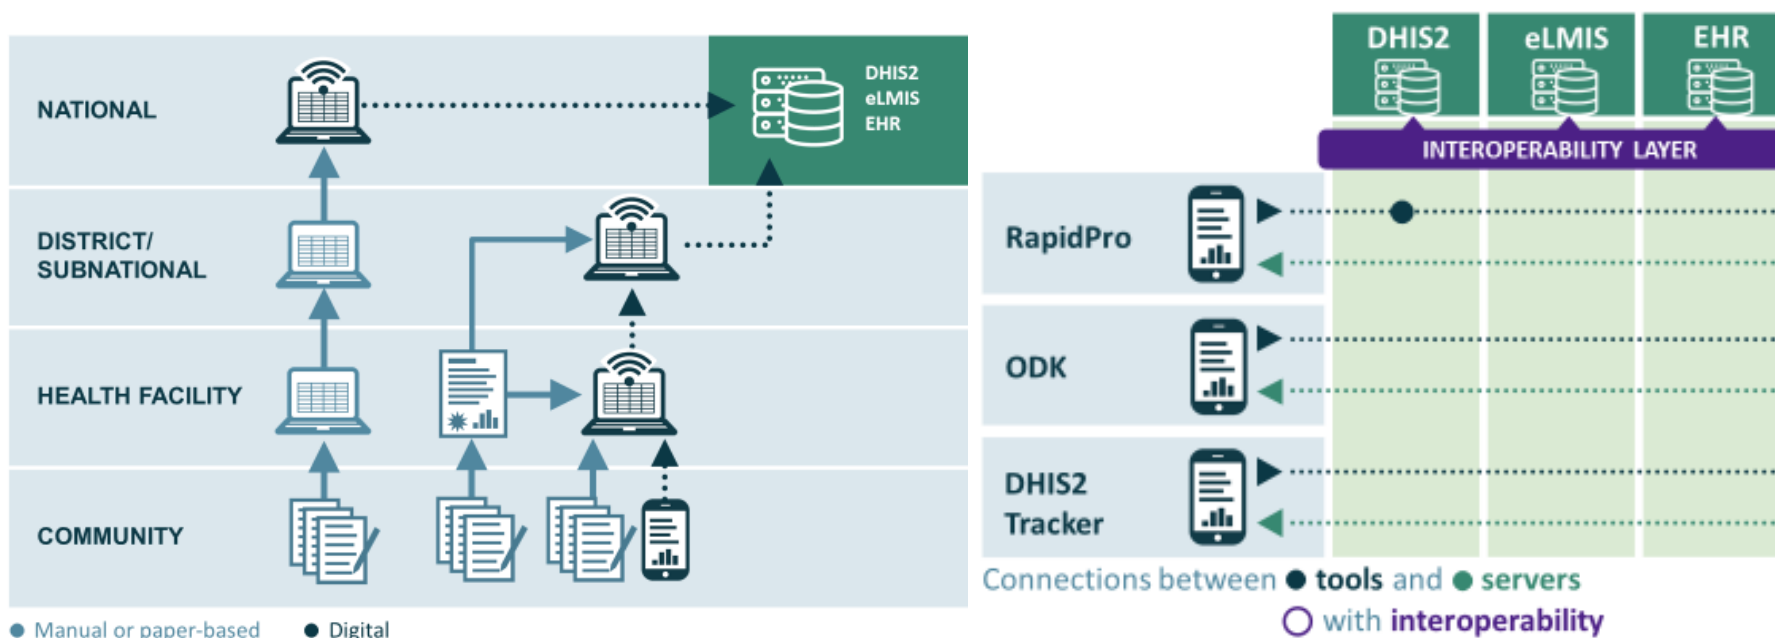 NATIONAL
DHIS2
eLMIS
EHR
DISTRICT/
SUBNATIONAL
HEALTH FACILITY
COMMUNITY
Manual or paper-based
Digital
DHIS2
eLMIS
EHR
INTEROPERABILITY LAYER
RapidPro
ODK
DHIS2
Tracker
Connections between tools and servers
with interoperability